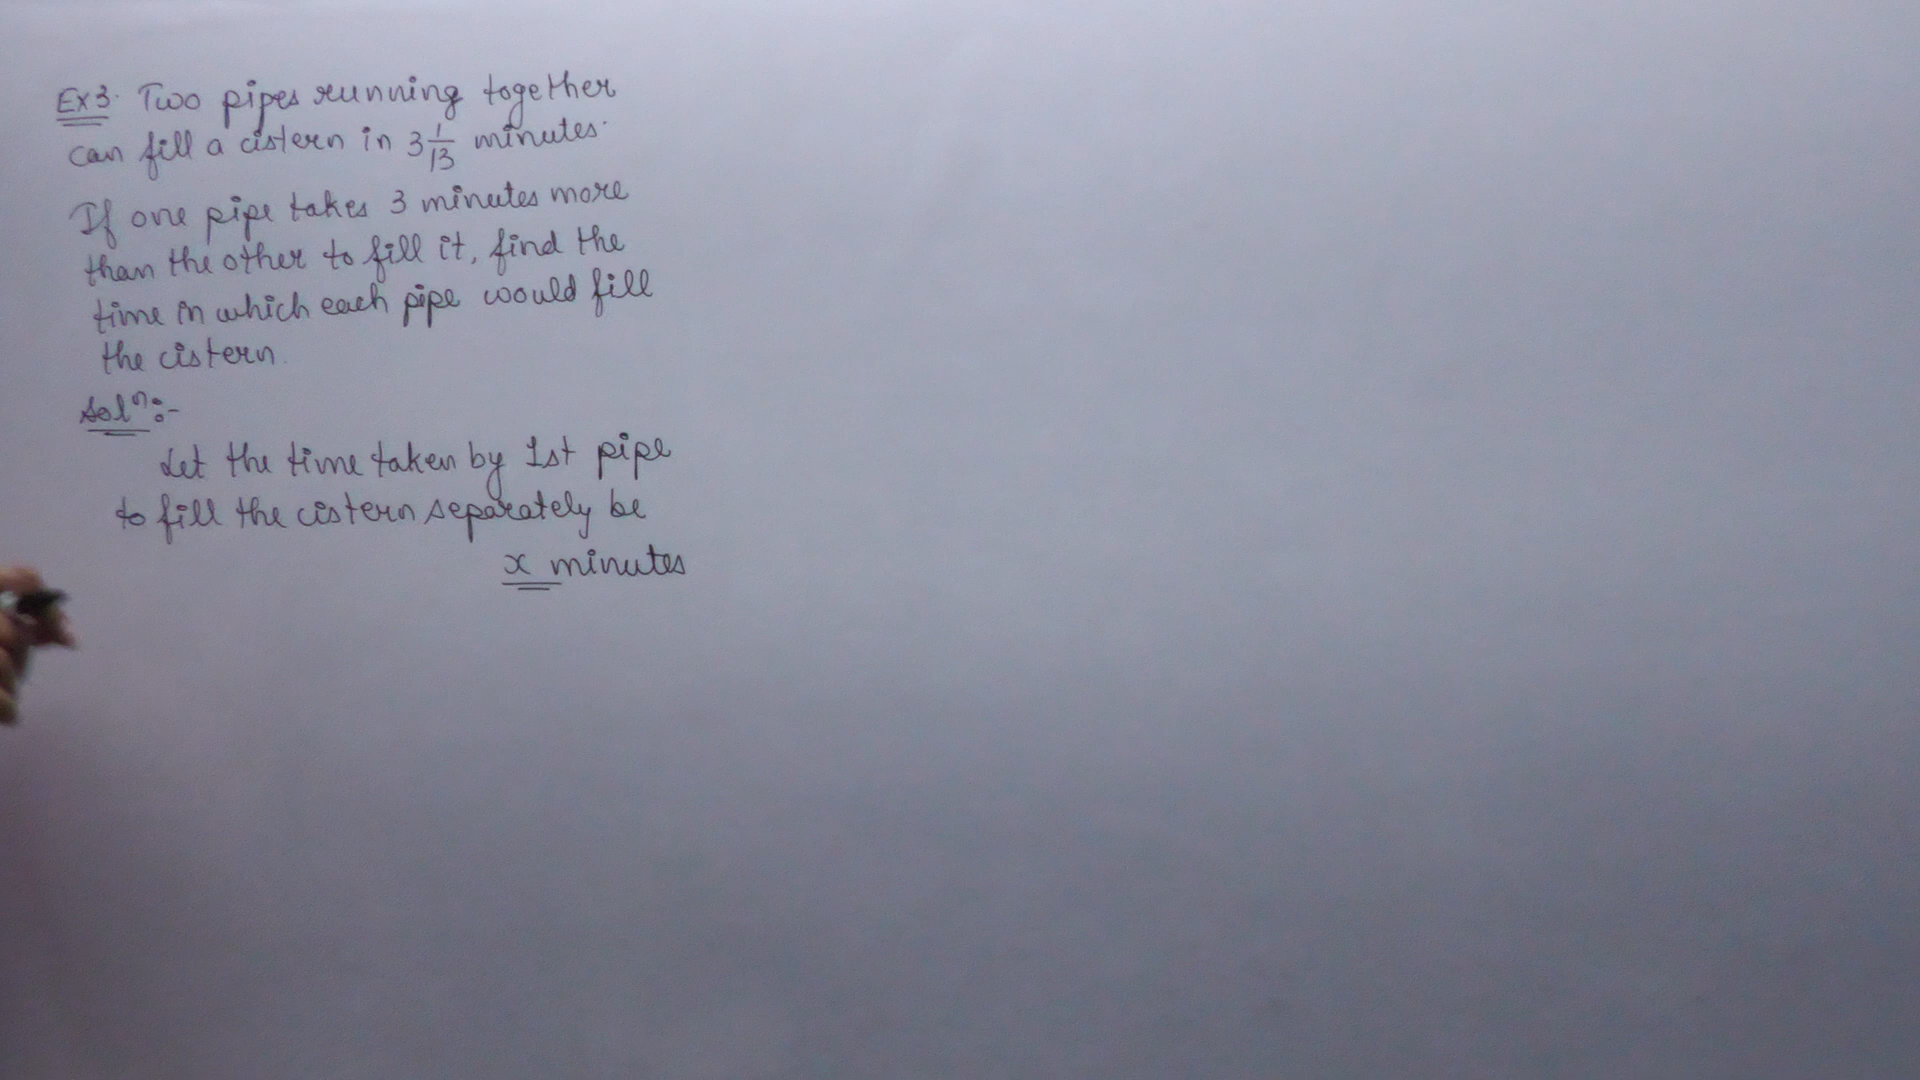 Ex 3. Two pipes running together
can fill a cistern in 3 1/13 minutes.
If one pipe takes 3 minutes more
than the other to fill it, find the
time in which each pipe would fill
the cistern.
Solⁿ:-
Let the time taken by 1st pipe
to fill the cistern separately be
x minutes